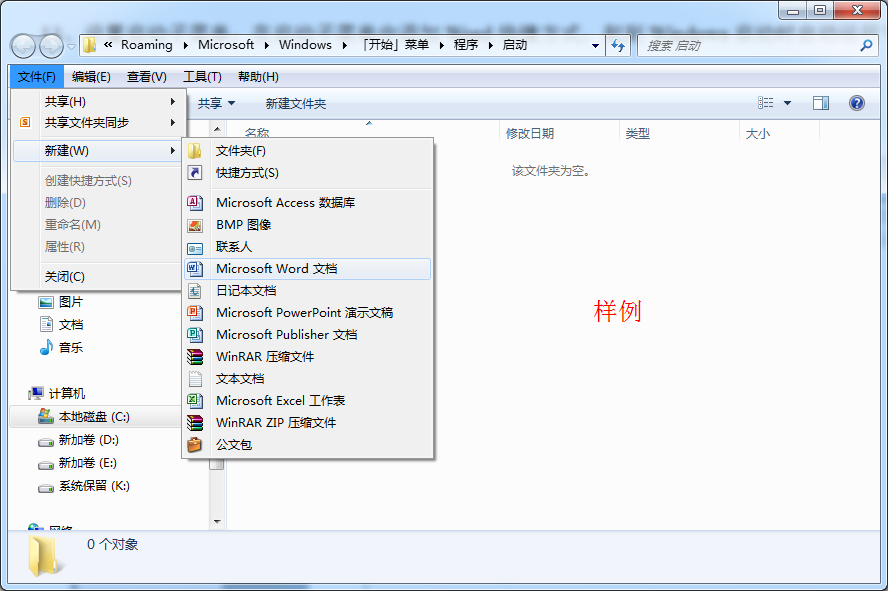 « Roaming ▸ Microsoft ▸ Windows ▸ 「开始」菜单 ▸ 程序 ▸ 启动
搜索 启动
文件(F) 编辑(E) 查看(V) 工具(T) 帮助(H)
共享 新建文件夹
共享(H)
共享文件夹同步
新建(W)
创建快捷方式(S)
删除(D)
重命名(M)
属性(R)
关闭(C)
名称 修改日期 类型 大小
该文件夹为空。
文件夹(F)
快捷方式(S)
Microsoft Access 数据库
BMP 图像
联系人
Microsoft Word 文档
日记本文档
Microsoft PowerPoint 演示文稿
Microsoft Publisher 文档
WinRAR 压缩文件
文本文档
Microsoft Excel 工作表
WinRAR ZIP 压缩文件
公文包
样例
图片
文档
音乐
计算机
本地磁盘 (C:)
新加卷 (D:)
新加卷 (E:)
系统保留 (K:)
网络
0 个对象